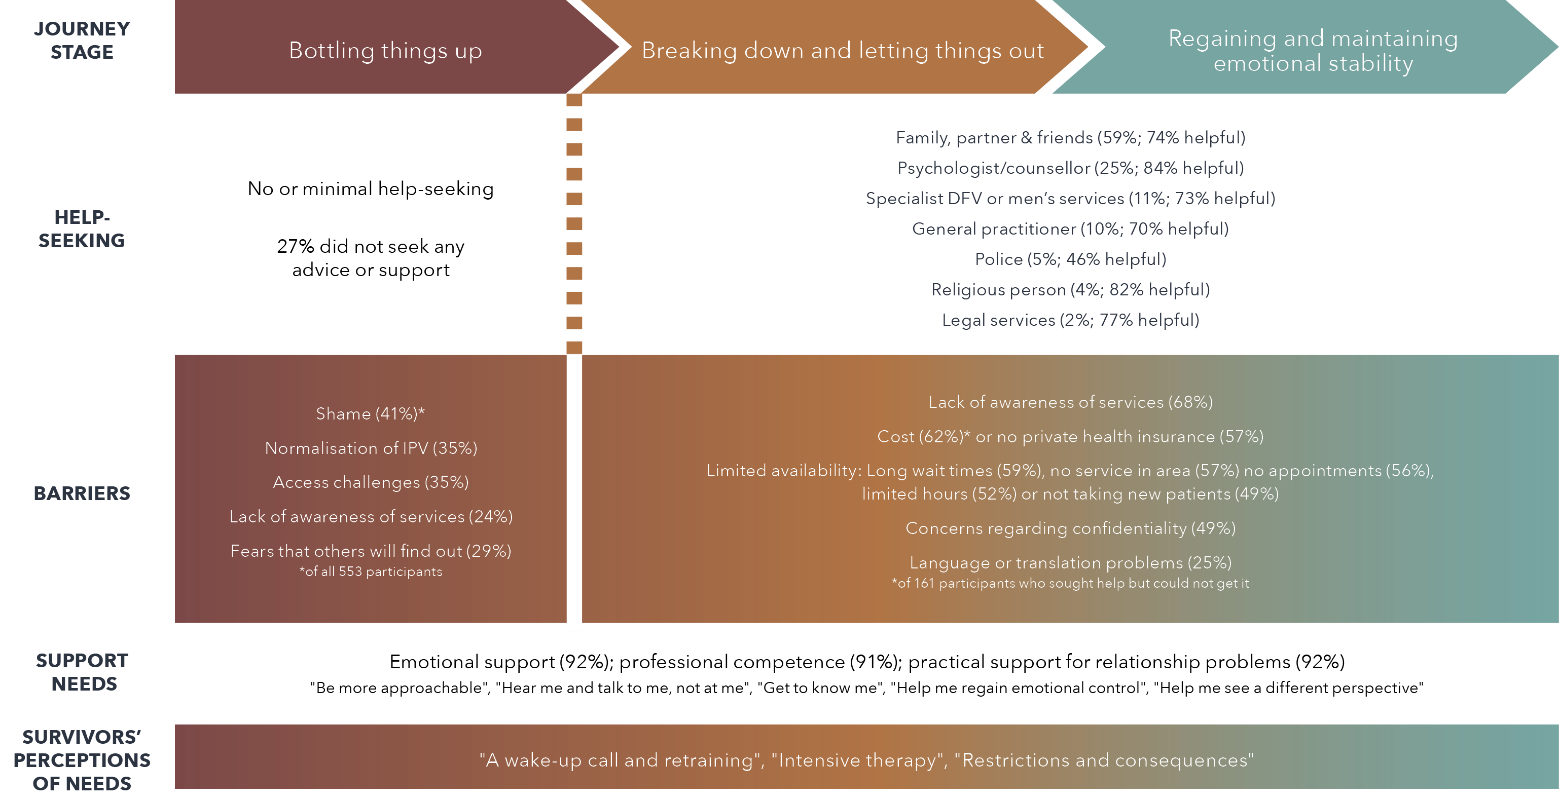 JOURNEY
STAGE
Bottling things up
Breaking down and letting things out
Regaining and maintaining
emotional stability
HELP-
SEEKING
No or minimal help-seeking
27% did not seek any
advice or support
Family, partner & friends (59%; 74% helpful)
Psychologist/counsellor (25%; 84% helpful)
Specialist DFV or men’s services (11%; 73% helpful)
General practitioner (10%; 70% helpful)
Police (5%; 46% helpful)
Religious person (4%; 82% helpful)
Legal services (2%; 77% helpful)
BARRIERS
Shame (41%)*
Normalisation of IPV (35%)
Access challenges (35%)
Lack of awareness of services (24%)
Fears that others will find out (29%)
*of all 553 participants
Lack of awareness of services (68%)
Cost (62%)* or no private health insurance (57%)
Limited availability: Long wait times (59%), no service in area (57%) no appointments (56%),
limited hours (52%) or not taking new patients (49%)
Concerns regarding confidentiality (49%)
Language or translation problems (25%)
*of 161 participants who sought help but could not get it
SUPPORT
NEEDS
Emotional support (92%); professional competence (91%); practical support for relationship problems (92%)
"Be more approachable", "Hear me and talk to me, not at me", "Get to know me", "Help me regain emotional control", "Help me see a different perspective"
SURVIVORS’
PERCEPTIONS
OF NEEDS
"A wake-up call and retraining", "Intensive therapy", "Restrictions and consequences"